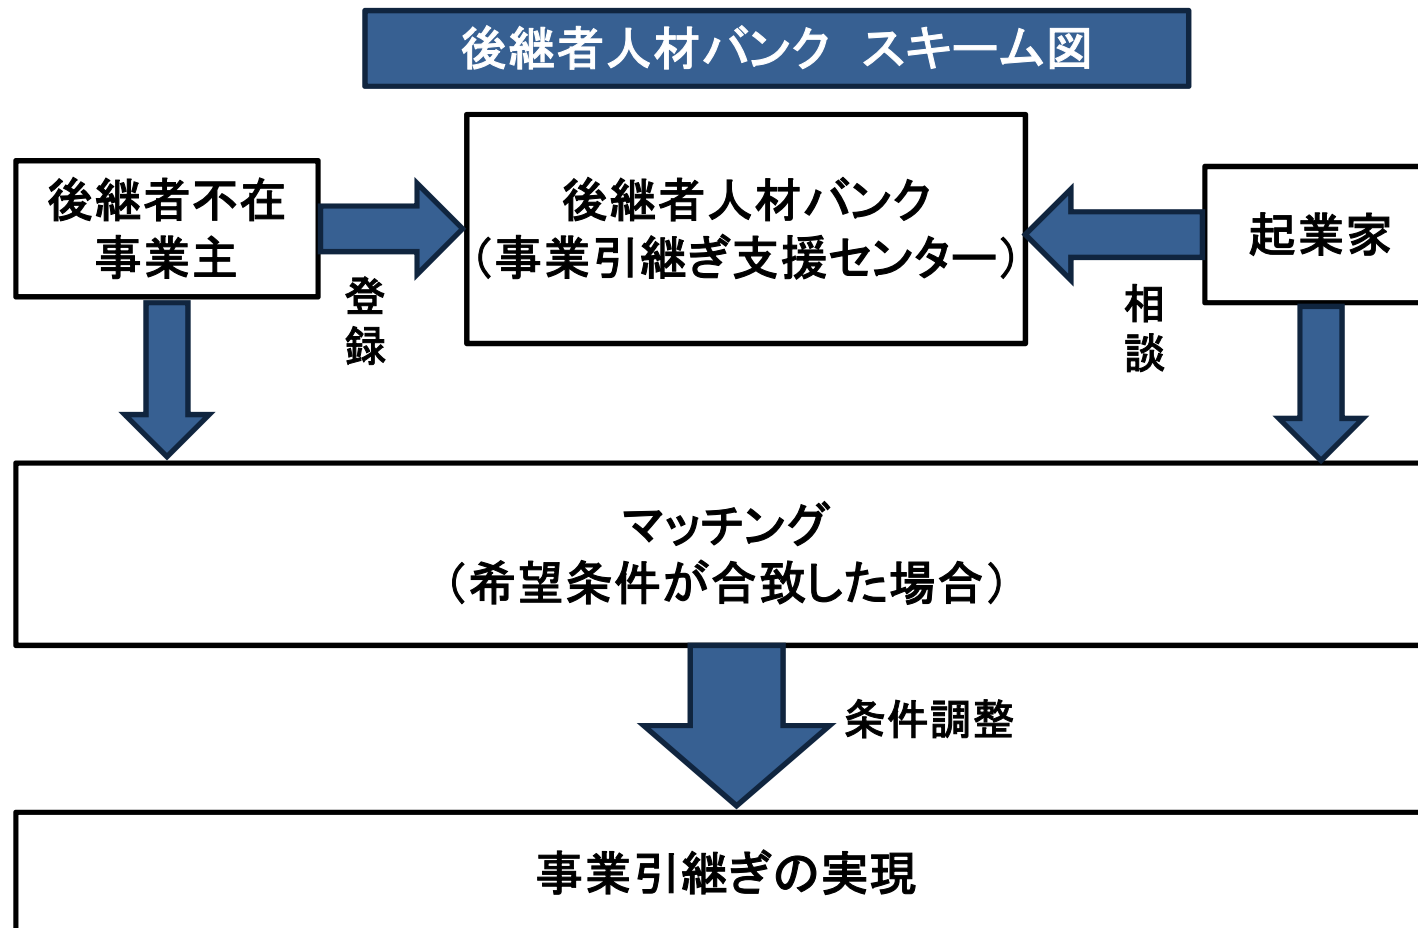 後継者人材バンク スキーム図
後継者不在
事業主
登録
後継者人材バンク
（事業引継ぎ支援センター）
相談
起業家
マッチング
（希望条件が合致した場合）
条件調整
事業引継ぎの実現